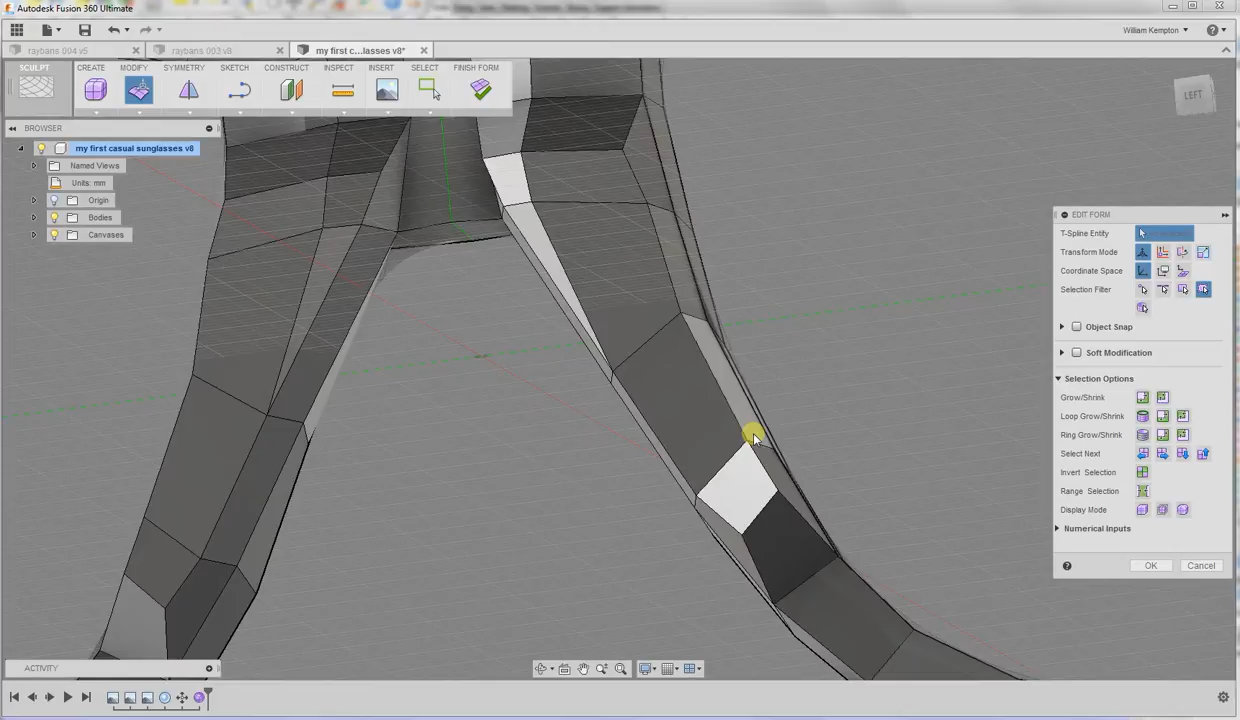 Autodesk Fusion 360 Ultimate
William Kempton
raybans 004 v5
raybans 003 v8
my first c...lasses v8*
SCULPT
CREATE
MODIFY
SYMMETRY
SKETCH
CONSTRUCT
INSPECT
INSERT
SELECT
FINISH FORM
LEFT
BROWSER
my first casual sunglasses v8
Named Views
Units: mm
Origin
Bodies
Canvases
EDIT FORM
T-Spline Entity
Transform Mode
Coordinate Space
Selection Filter
Object Snap
Soft Modification
Selection Options
Grow/Shrink
Loop Grow/Shrink
Ring Grow/Shrink
Select Next
Invert Selection
Range Selection
Display Mode
Numerical Inputs
OK
Cancel
ACTIVITY